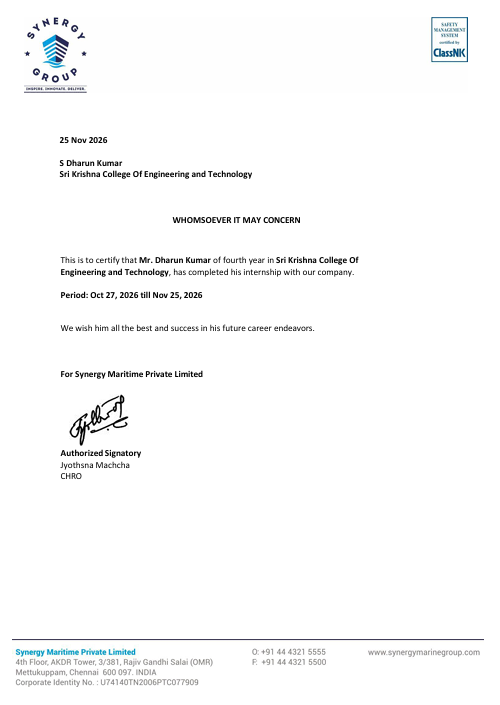 SYNERGY
GROUP
INSPIRE. INNOVATE. DELIVER.
SAFETY
MANAGEMENT
SYSTEM
certified by
ClassNK
25 Nov 2026
S Dharun Kumar
Sri Krishna College Of Engineering and Technology
WHOMSOEVER IT MAY CONCERN
This is to certify that Mr. Dharun Kumar of fourth year in Sri Krishna College Of
Engineering and Technology, has completed his internship with our company.
Period: Oct 27, 2026 till Nov 25, 2026
We wish him all the best and success in his future career endeavors.
For Synergy Maritime Private Limited
Authorized Signatory
Jyothsna Machcha
CHRO
Synergy Maritime Private Limited
4th Floor, AKDR Tower, 3/381, Rajiv Gandhi Salai (OMR)
Mettukuppam, Chennai 600 097. INDIA
Corporate Identity No. : U74140TN2006PTC077909
O: +91 44 4321 5555
F: +91 44 4321 5500
www.synergymarinegroup.com